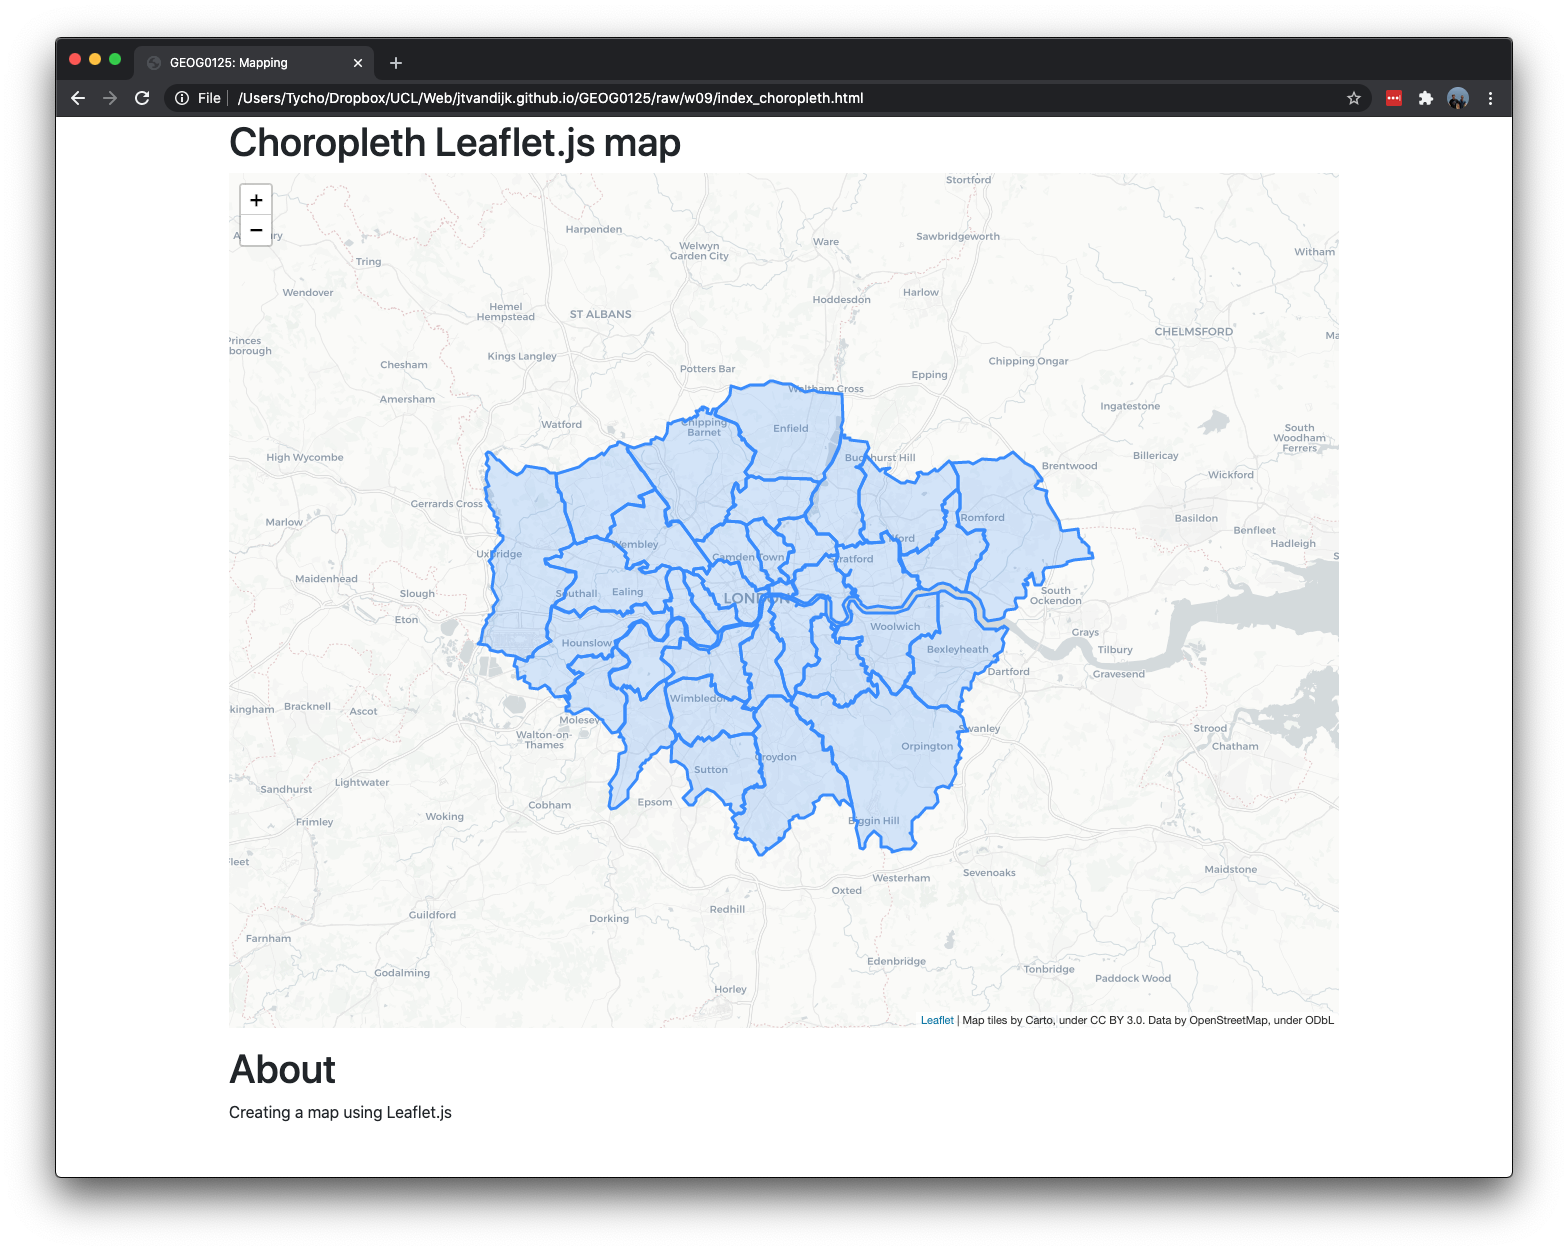 GEOG0125: Mapping
File
/Users/Tycho/Dropbox/UCL/Web/jtvandijk.github.io/GEOG0125/raw/w09/index_choropleth.html
Choropleth Leaflet.js map
+
−
Stortford
Harpenden
Ware
Sawbridgeworth
Welwyn
Garden City
Witham
Tring
Wendover
Hoddesdon
Harlow
Hemel
Hempstead
ST ALBANS
CHELMSFORD
Princes
borough
Kings Langley
Chesham
Potters Bar
Chipping Ongar
Epping
Waltham Cross
Amersham
Ingatestone
Watford
Chipping
Barnet
Enfield
South
Woodham
Ferrers
High Wycombe
Buckhurst Hill
Billericay
Brentwood
Wickford
Gerrards Cross
Marlow
Romford
Basildon
Benfleet
Ilford
Hadleigh
Wembley
Uxbridge
Camden Town
Stratford
Maidenhead
Slough
Southall
Ealing
LONDON
South
Ockendon
Eton
Woolwich
Grays
Hounslow
Bexleyheath
Tilbury
Dartford
Gravesend
Wimbledon
kingham
Bracknell
Ascot
Molesey
Swanley
Strood
Walton-on-
Thames
Orpington
Chatham
Croydon
Sutton
Lightwater
Sandhurst
Cobham
Epsom
Woking
Frimley
Biggin Hill
Fleet
Maidstone
Sevenoaks
Westerham
Oxted
Redhill
Guildford
Dorking
Farnham
Edenbridge
Tonbridge
Godalming
Paddock Wood
Horley
Leaflet | Map tiles by Carto, under CC BY 3.0. Data by OpenStreetMap, under ODbL
About
Creating a map using Leaflet.js